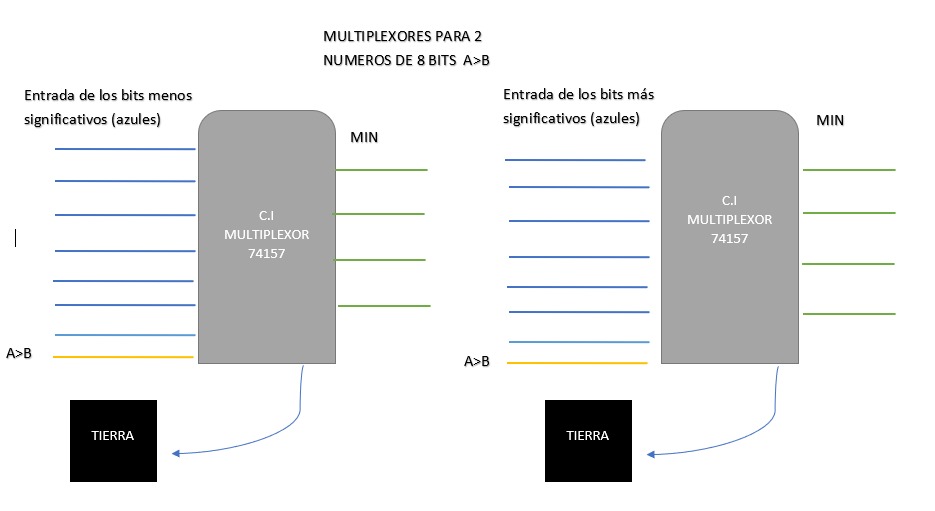 MULTIPLEXORES PARA 2
NUMEROS DE 8 BITS A>B
Entrada de los bits menos
significativos (azules)
MIN
C.I
MULTIPLEXOR
74157
A>B
TIERRA
Entrada de los bits más
significativos (azules)
MIN
C.I
MULTIPLEXOR
74157
A>B
TIERRA